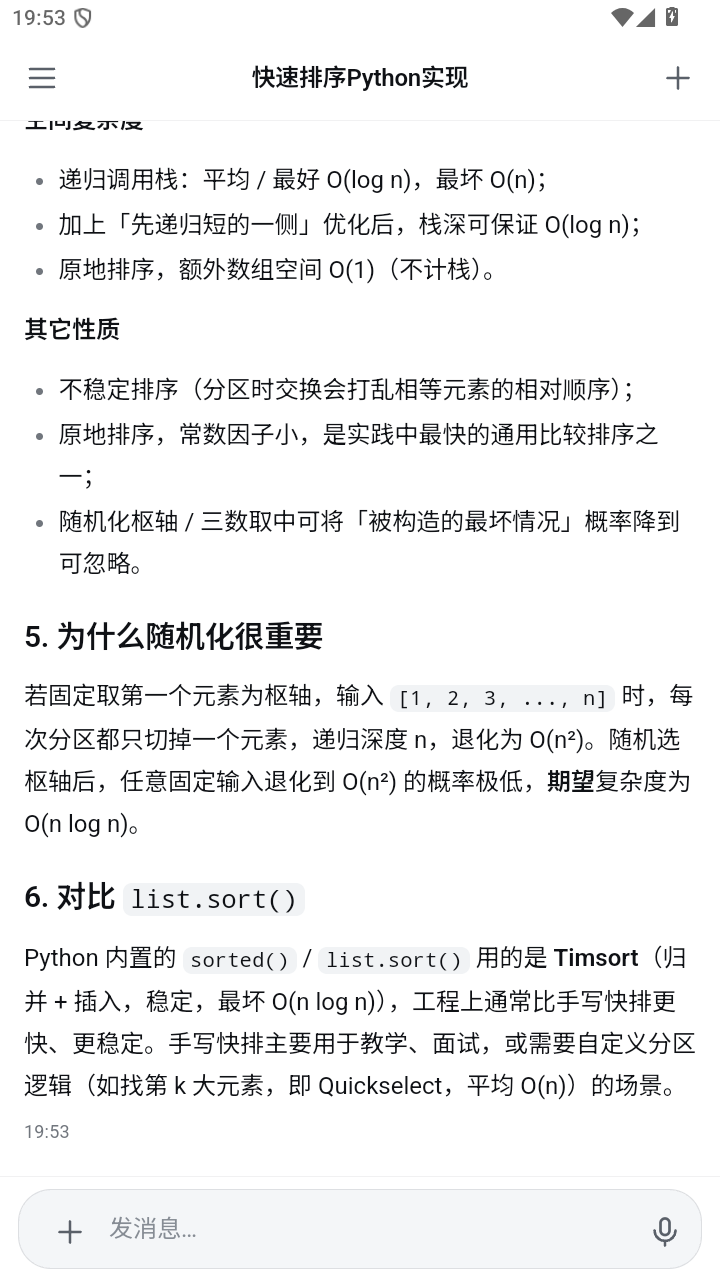 19:53
快速排序Python实现
空间复杂度
递归调用栈：平均 / 最好 O(log n)，最坏 O(n)；
加上「先递归短的一侧」优化后，栈深可保证 O(log n)；
原地排序，额外数组空间 O(1)（不计栈）。
其它性质
不稳定排序（分区时交换会打乱相等元素的相对顺序）；
原地排序，常数因子小，是实践中最快的通用比较排序之
一；
随机化枢轴 / 三数取中可将「被构造的最坏情况」概率降到
可忽略。
5. 为什么随机化很重要
若固定取第一个元素为枢轴，输入 [1, 2, 3, ..., n] 时，每
次分区都只切掉一个元素，递归深度 n，退化为 O(n²)。随机选
枢轴后，任意固定输入退化到 O(n²) 的概率极低，期望复杂度为
O(n log n)。
6. 对比 list.sort()
Python 内置的 sorted() / list.sort() 用的是 Timsort（归
并 + 插入，稳定，最坏 O(n log n)），工程上通常比手写快排更
快、更稳定。手写快排主要用于教学、面试，或需要自定义分区
逻辑（如找第 k 大元素，即 Quickselect，平均 O(n)）的场景。
19:53
发消息...